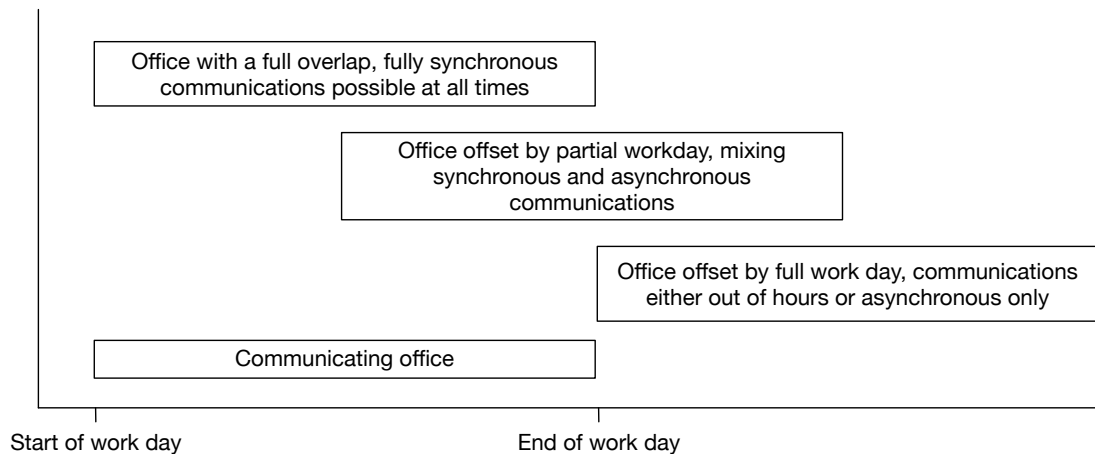 Office with a full overlap, fully synchronous
communications possible at all times
Office offset by partial workday, mixing
synchronous and asynchronous
communications
Office offset by full work day, communications
either out of hours or asynchronous only
Communicating office
Start of work day
End of work day